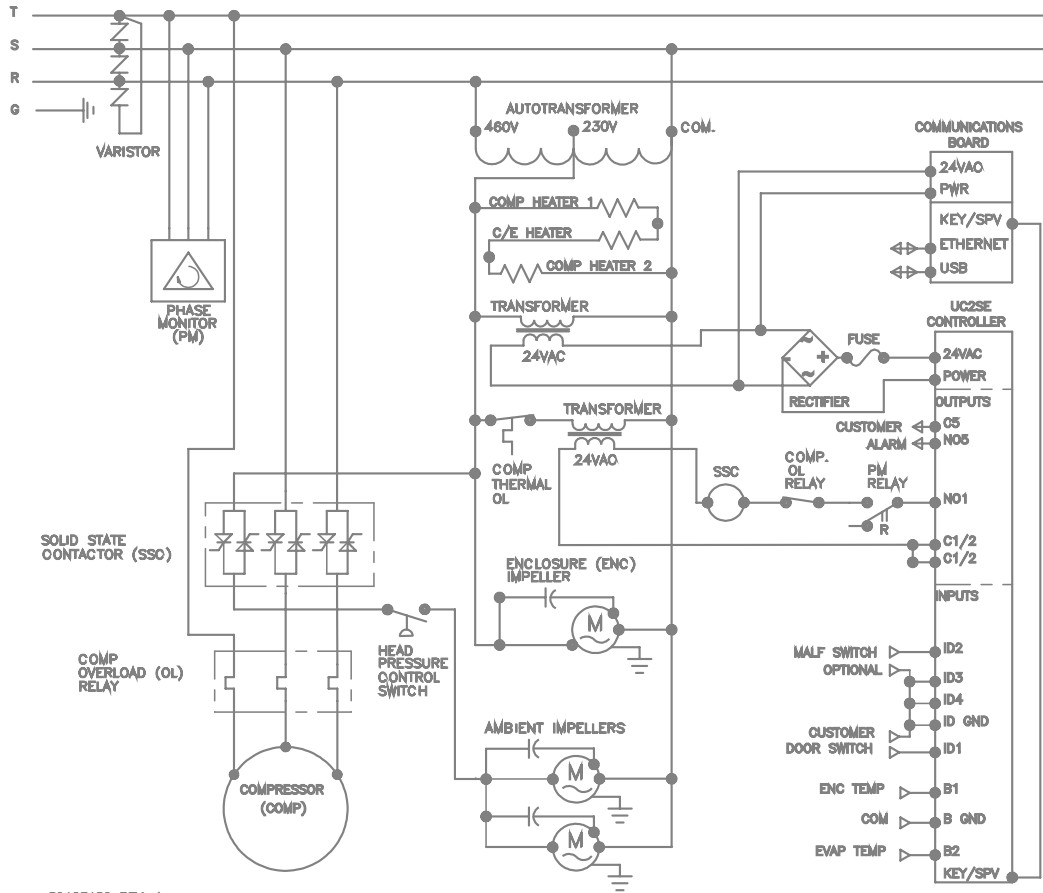 T
S
R
G
VARISTOR
PHASE
MONITOR
(PM)
AUTOTRANSFORMER
460V
230V
COM.
COMP HEATER 1
C/E HEATER
COMP HEATER 2
TRANSFORMER
24VAC
COMMUNICATIONS
BOARD
24VAC
PWR
KEY/SPV
ETHERNET
USB
UC2SE
CONTROLLER
FUSE
24VAC
POWER
~
-
+
~
RECTIFIER
OUTPUTS
CUSTOMER
C5
ALARM
NO5
TRANSFORMER
24VAC
COMP
THERMAL
OL
SSC
COMP.
OL
RELAY
PM
RELAY
R
NO1
C1/2
C1/2
SOLID STATE
CONTACTOR (SSC)
ENCLOSURE (ENC)
IMPELLER
M
INPUTS
HEAD
PRESSURE
CONTROL
SWITCH
COMP
OVERLOAD (OL)
RELAY
MALF SWITCH
ID2
OPTIONAL
ID3
ID4
ID GND
CUSTOMER
DOOR SWITCH
ID1
AMBIENT IMPELLERS
M
M
COMPRESSOR
(COMP)
ENC TEMP
B1
COM
B GND
EVAP TEMP
B2
KEY/SPV